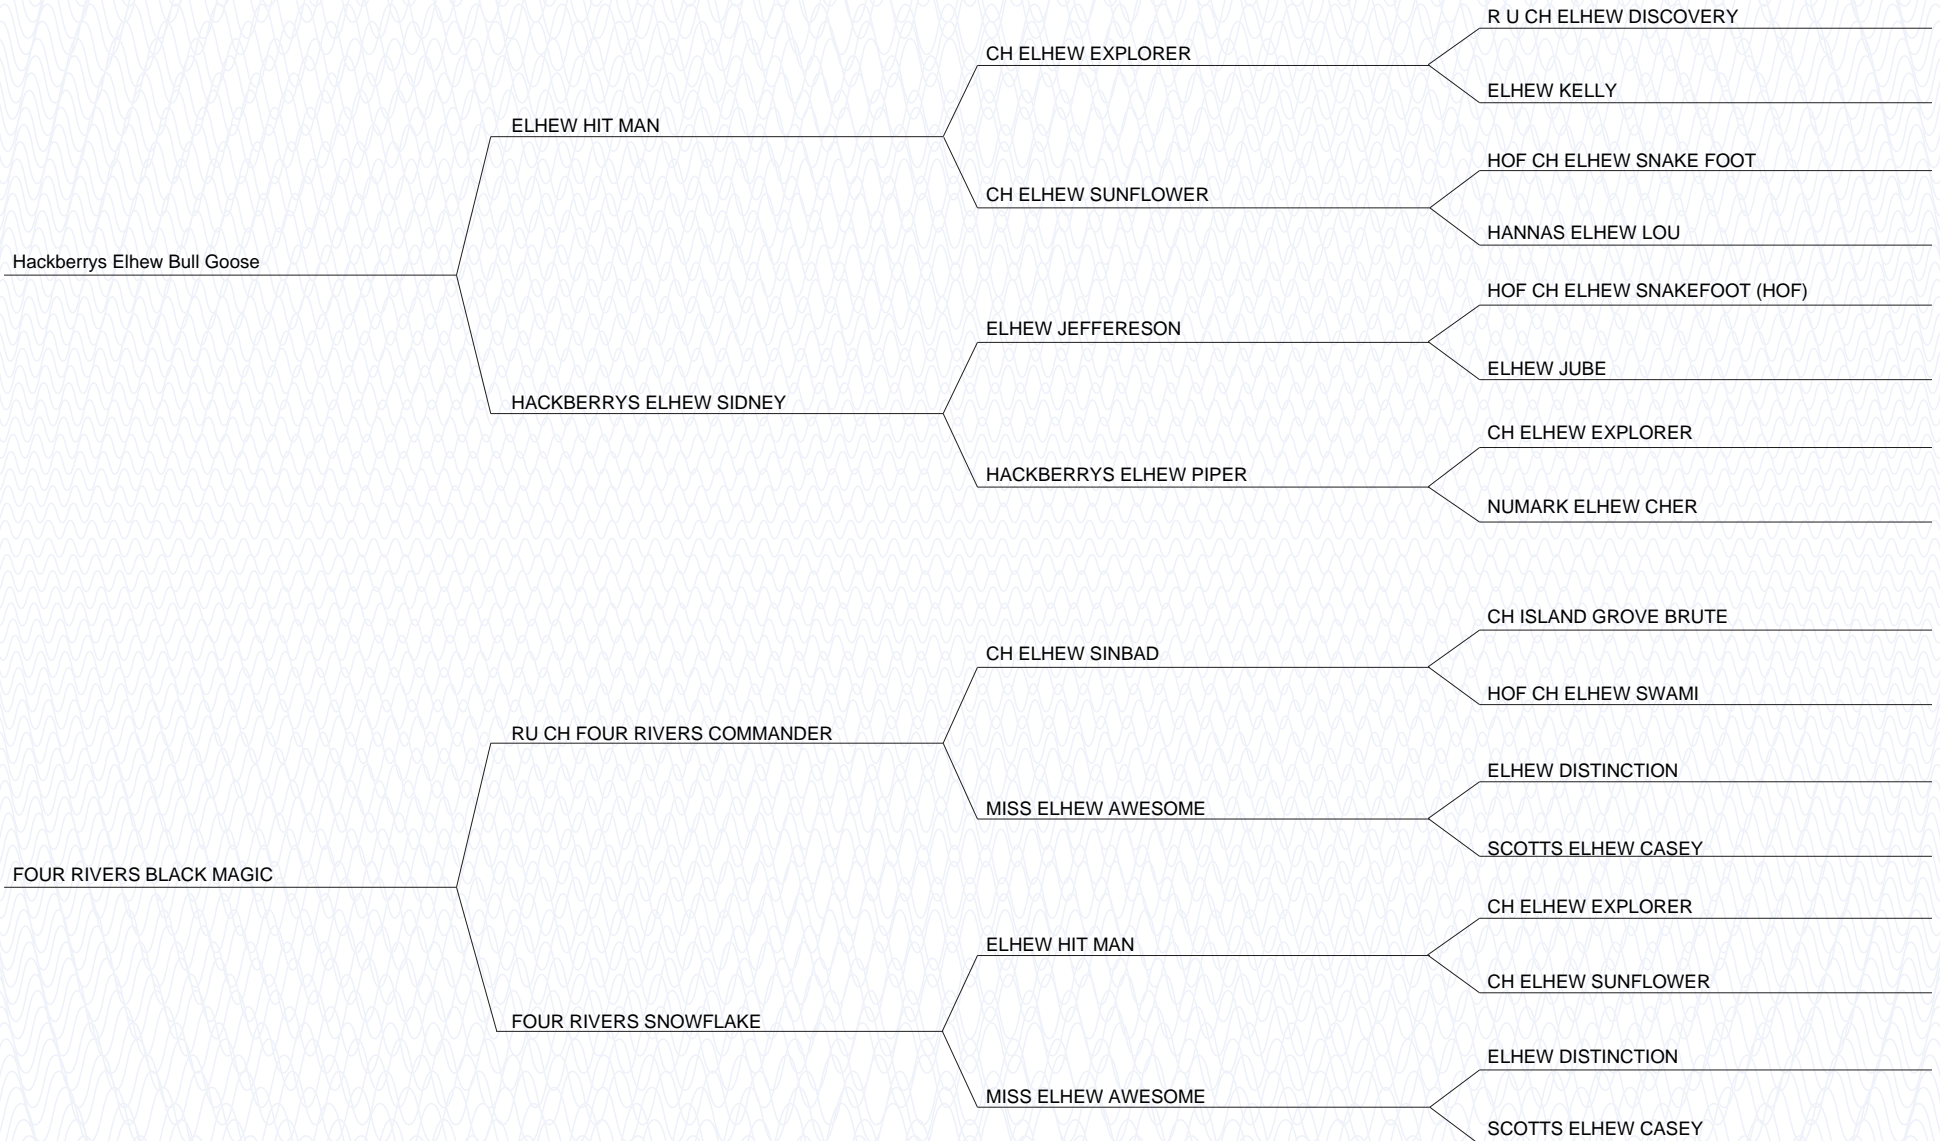 R U CH ELHEW DISCOVERY
CH ELHEW EXPLORER
ELHEW KELLY
ELHEW HIT MAN
HOF CH ELHEW SNAKE FOOT
CH ELHEW SUNFLOWER
HANNAS ELHEW LOU
Hackberrys Elhew Bull Goose
HOF CH ELHEW SNAKEFOOT (HOF)
ELHEW JEFFERESON
ELHEW JUBE
HACKBERRYS ELHEW SIDNEY
CH ELHEW EXPLORER
HACKBERRYS ELHEW PIPER
NUMARK ELHEW CHER
CH ISLAND GROVE BRUTE
CH ELHEW SINBAD
HOF CH ELHEW SWAMI
RU CH FOUR RIVERS COMMANDER
ELHEW DISTINCTION
MISS ELHEW AWESOME
SCOTTS ELHEW CASEY
FOUR RIVERS BLACK MAGIC
CH ELHEW EXPLORER
ELHEW HIT MAN
CH ELHEW SUNFLOWER
FOUR RIVERS SNOWFLAKE
ELHEW DISTINCTION
MISS ELHEW AWESOME
SCOTTS ELHEW CASEY